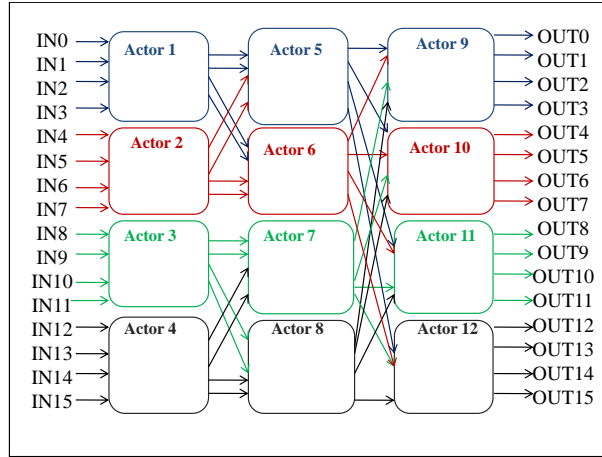 IN0
IN1
IN2
IN3
IN4
IN5
IN6
IN7
IN8
IN9
IN10
IN11
IN12
IN13
IN14
IN15
Actor 1
Actor 2
Actor 3
Actor 4
Actor 5
Actor 6
Actor 7
Actor 8
Actor 9
Actor 10
Actor 11
Actor 12
OUT0
OUT1
OUT2
OUT3
OUT4
OUT5
OUT6
OUT7
OUT8
OUT9
OUT10
OUT11
OUT12
OUT13
OUT14
OUT15